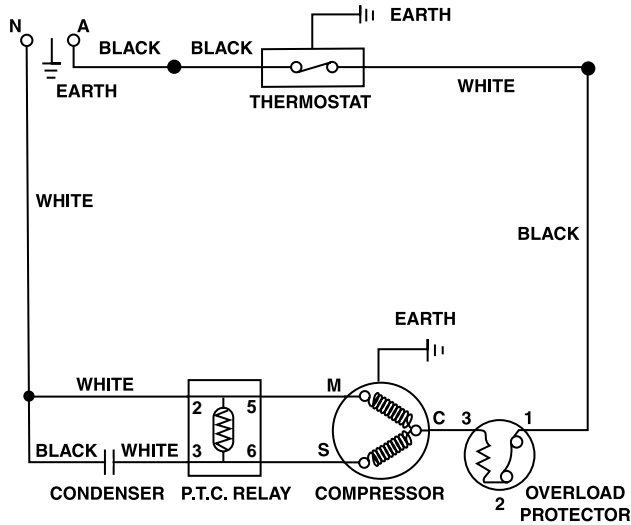 N
A
EARTH
BLACK
BLACK
EARTH
THERMOSTAT
WHITE
WHITE
BLACK
EARTH
WHITE
2
5
M
C
3
1
BLACK
WHITE
3
6
S
2
CONDENSER
P.T.C. RELAY
COMPRESSOR
OVERLOAD
PROTECTOR